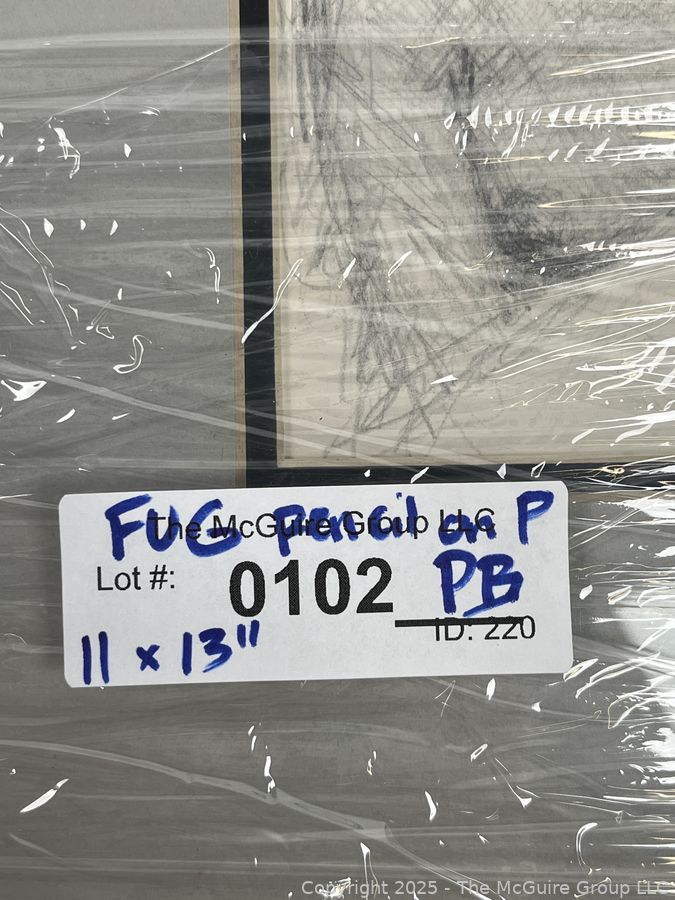 FUG pencil on P
The McGuire Group LLC
Lot #: 0102 PB
ID: 220
11 x 13"
Copyright 2025 - The McGuire Group LLC